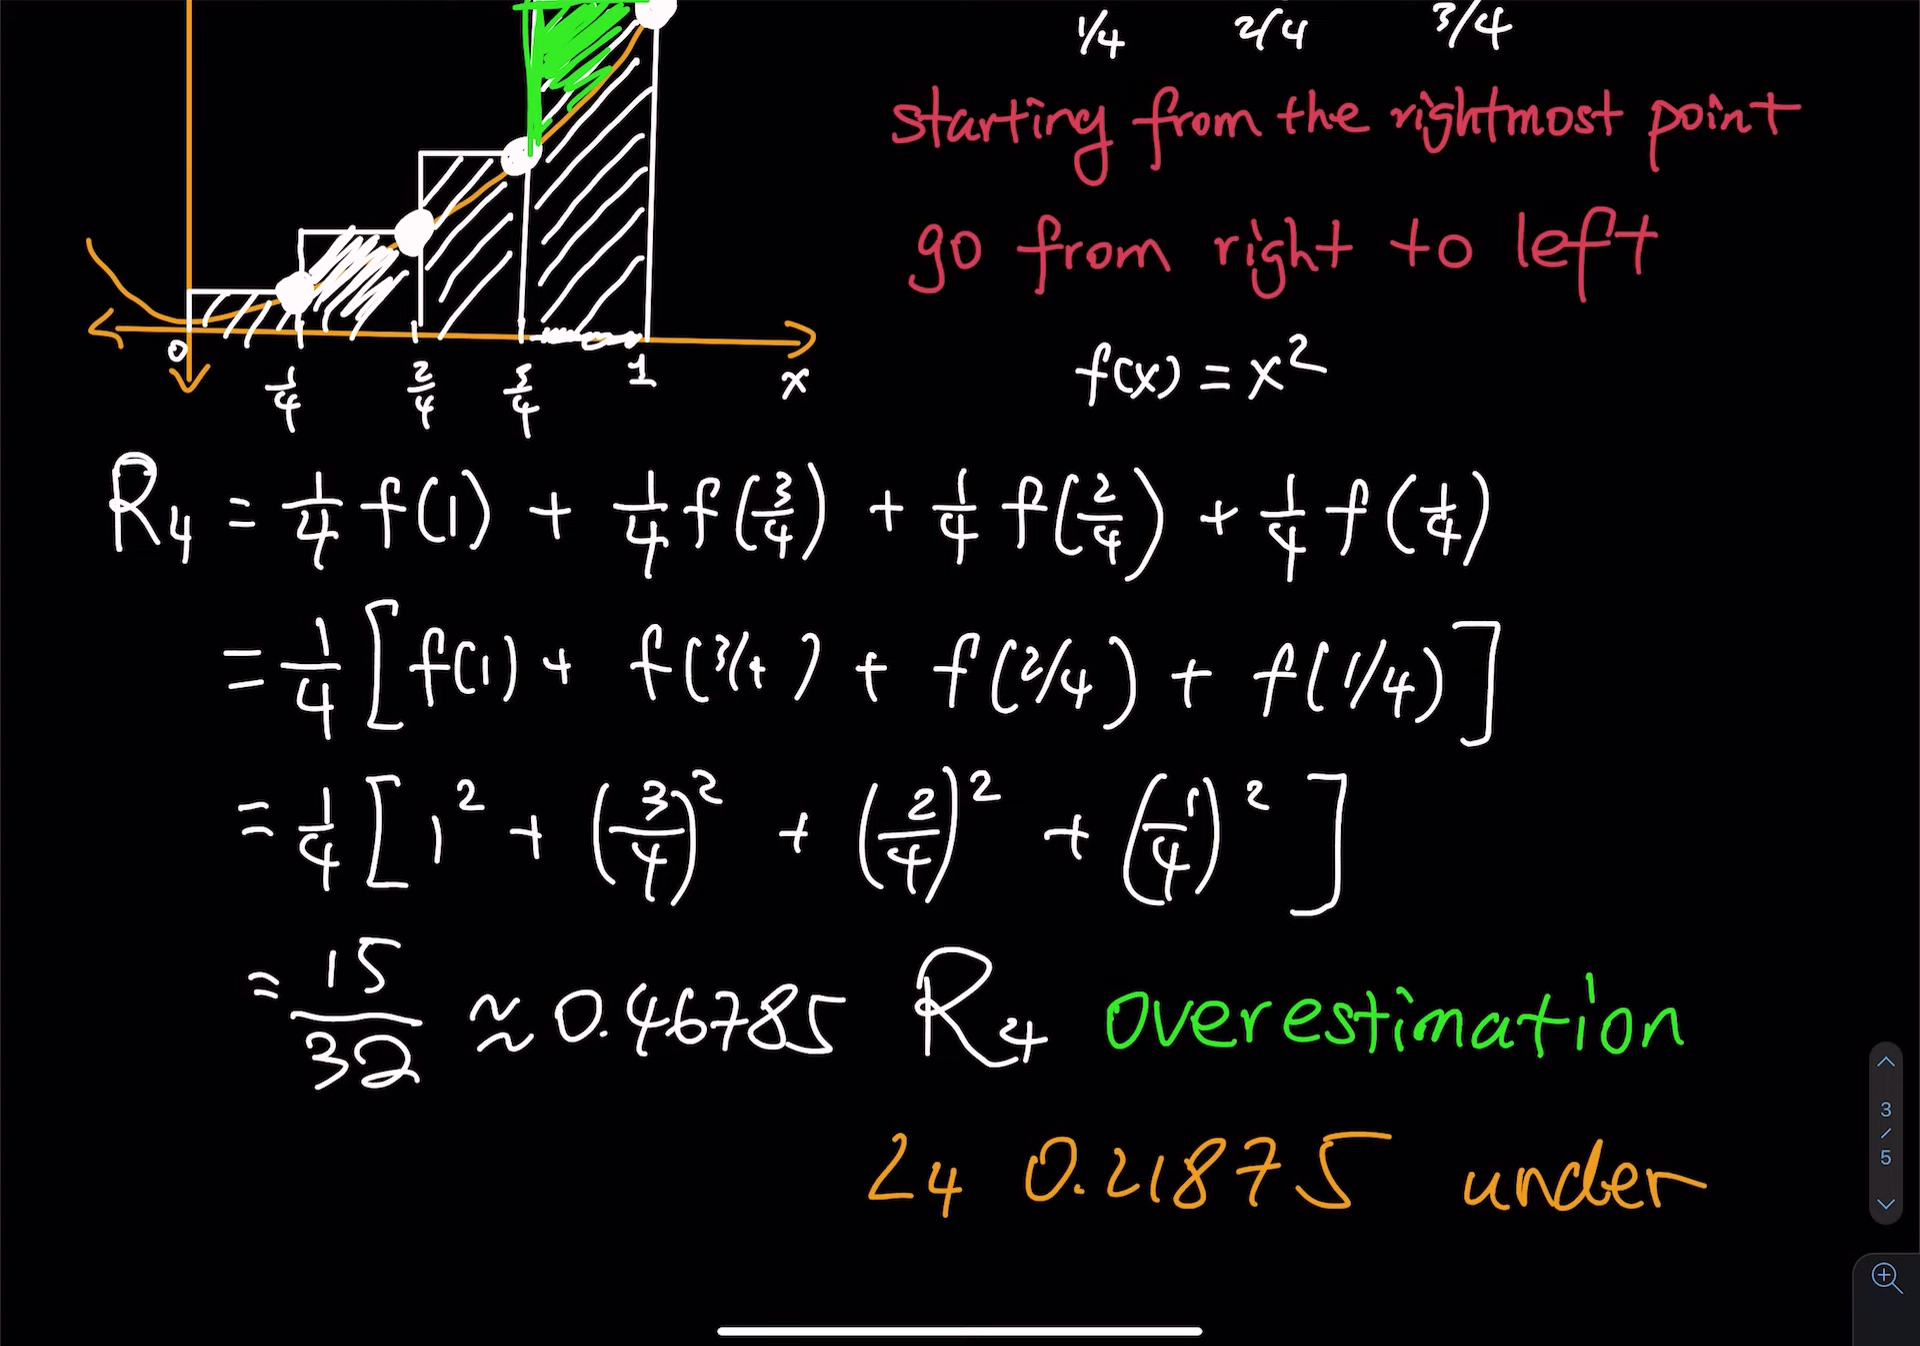 1/4 2/4 3/4
starting from the rightmost point
go from right to left
f(x) = x²
0 1/4 2/4 3/4 1 x
R₄ = 1/4 f(1) + 1/4 f(3/4) + 1/4 f(2/4) + 1/4 f(1/4)
= 1/4 [f(1) + f(3/4) + f(2/4) + f(1/4)]
= 1/4 [1² + (3/4)² + (2/4)² + (1/4)²]
= 15/32 ≈ 0.46785 R₄ overestimation
L4 0.21875 under
3
/
5